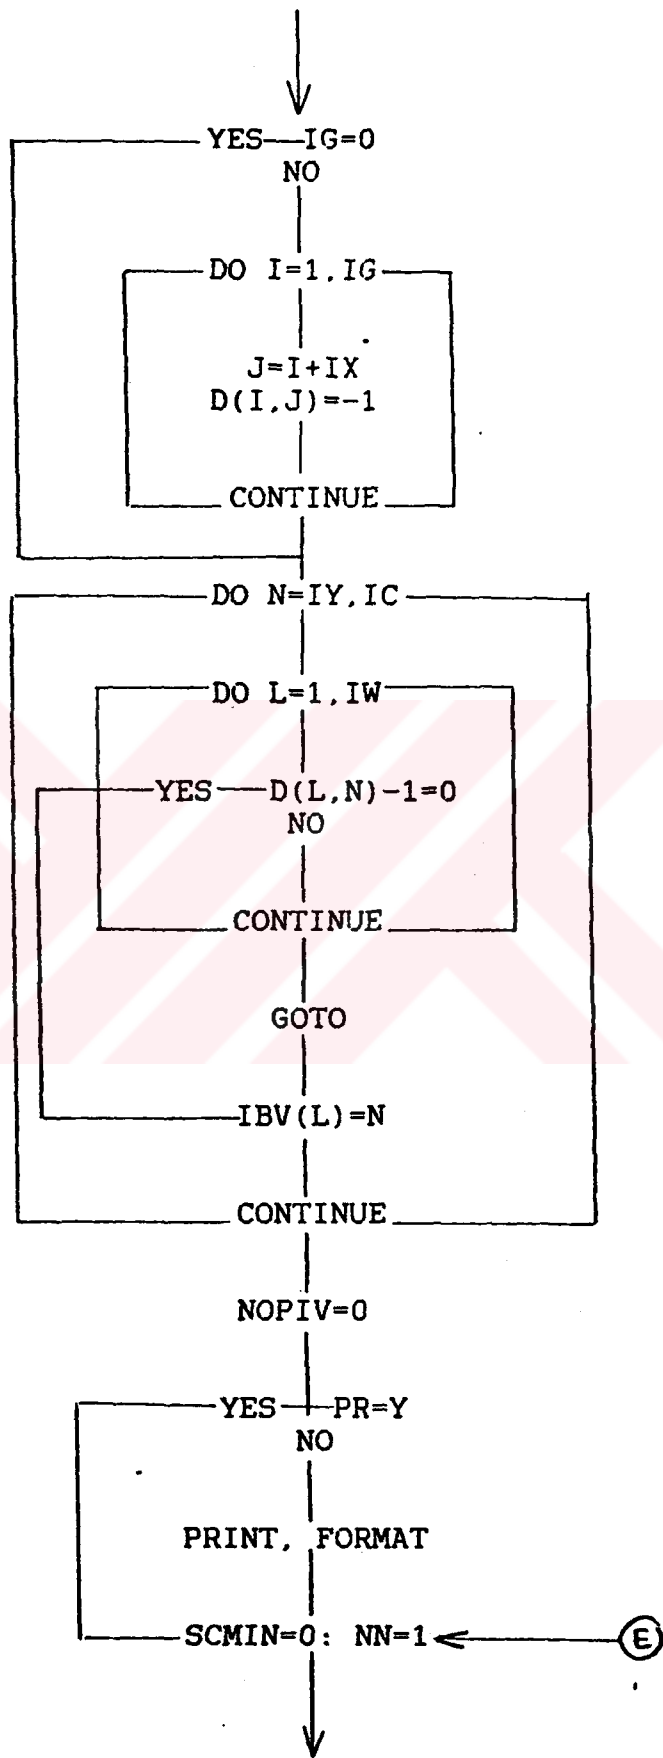 YES IG=0
NO
DO I=1,IG
J=I+IX
D(I,J)=-1
CONTINUE
DO N=IY,IC
DO L=1,IW
YES D(L,N)-1=0
NO
CONTINUE
GOTO
IBV(L)=N
CONTINUE
NOPIV=0
YES PR=Y
NO
PRINT, FORMAT
SCMIN=0: NN=1 E